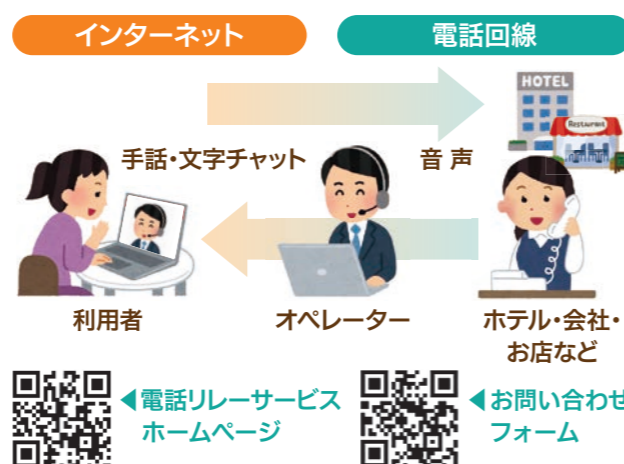 インターネット
電話回線
HOTEL
Restaurant
手話・文字チャット
音声
利用者
オペレーター
ホテル・会社・
お店など
◀電話リレーサービス
ホームページ
◀お問い合わせ
フォーム